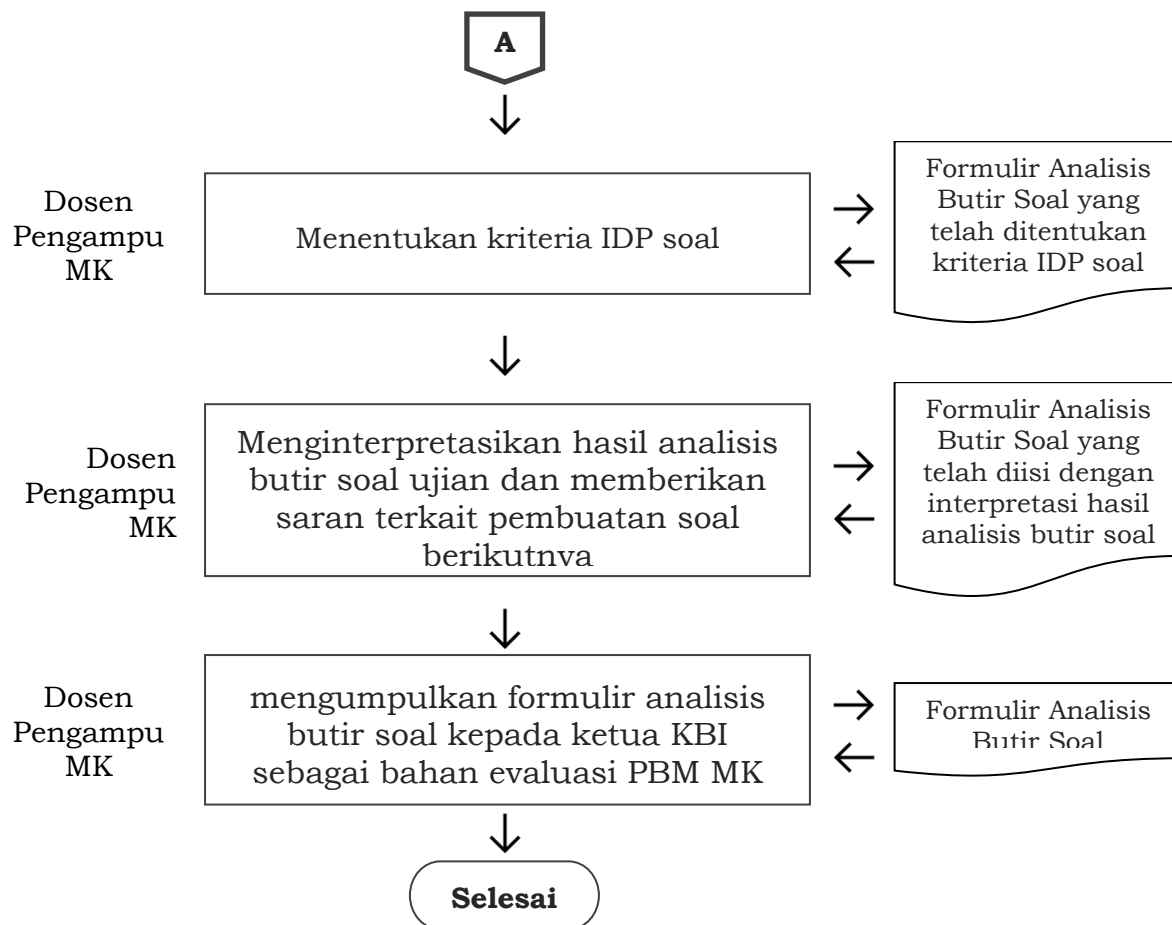 A
Dosen
Pengampu
MK
Menentukan kriteria IDP soal
Formulir Analisis
Butir Soal yang
telah ditentukan
kriteria IDP soal
Dosen
Pengampu
MK
Menginterpretasikan hasil analisis
butir soal ujian dan memberikan
saran terkait pembuatan soal
berikutnya
Formulir Analisis
Butir Soal yang
telah diisi dengan
interpretasi hasil
analisis butir soal
Dosen
Pengampu
MK
mengumpulkan formulir analisis
butir soal kepada ketua KBI
sebagai bahan evaluasi PBM MK
Formulir Analisis
Butir Soal
Selesai